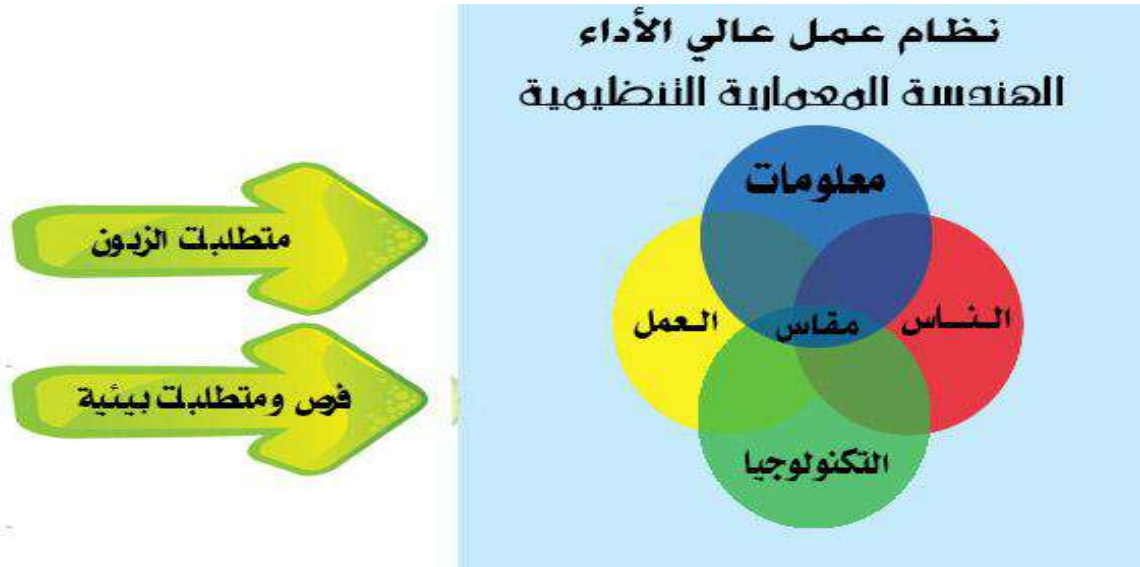 نظام عمل عالي الأداء
الهندسة المعمارية التنظيمية
معلومات
الناس
مقاس
العمل
التكنولوجيا
متطلبات الزبون
فرص ومتطلبات بيئية